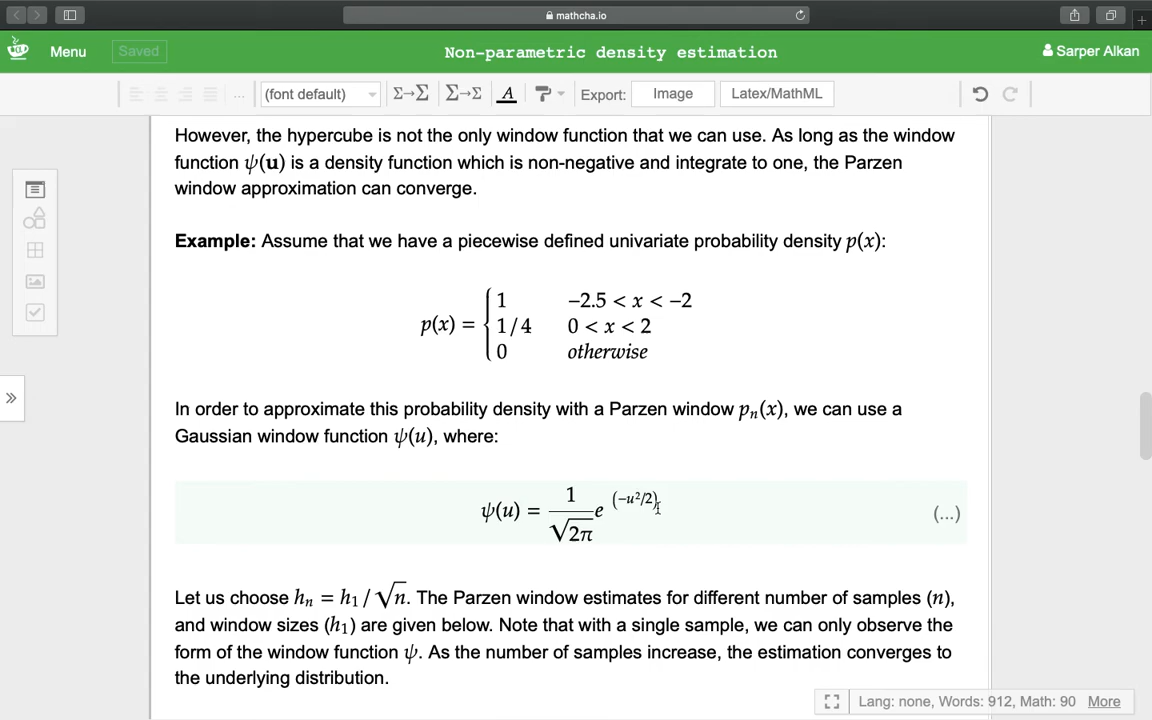 mathcha.io
Menu Saved Non-parametric density estimation Sarper Alkan
... (font default) Σ→Σ Σ→Σ A Export: Image Latex/MathML
However, the hypercube is not the only window function that we can use. As long as the window
function ψ(u) is a density function which is non-negative and integrate to one, the Parzen
window approximation can converge.
Example: Assume that we have a piecewise defined univariate probability density p(x):
1 −2.5 < x < −2
p(x) = { 1/4 0 < x < 2
0 otherwise
In order to approximate this probability density with a Parzen window pₙ(x), we can use a
Gaussian window function ψ(u), where:
ψ(u) = 1/√2π e^(−u²/2) (...)
Let us choose hₙ = h₁/√n. The Parzen window estimates for different number of samples (n),
and window sizes (h₁) are given below. Note that with a single sample, we can only observe the
form of the window function ψ. As the number of samples increase, the estimation converges to
the underlying distribution.
Lang: none, Words: 912, Math: 90 More